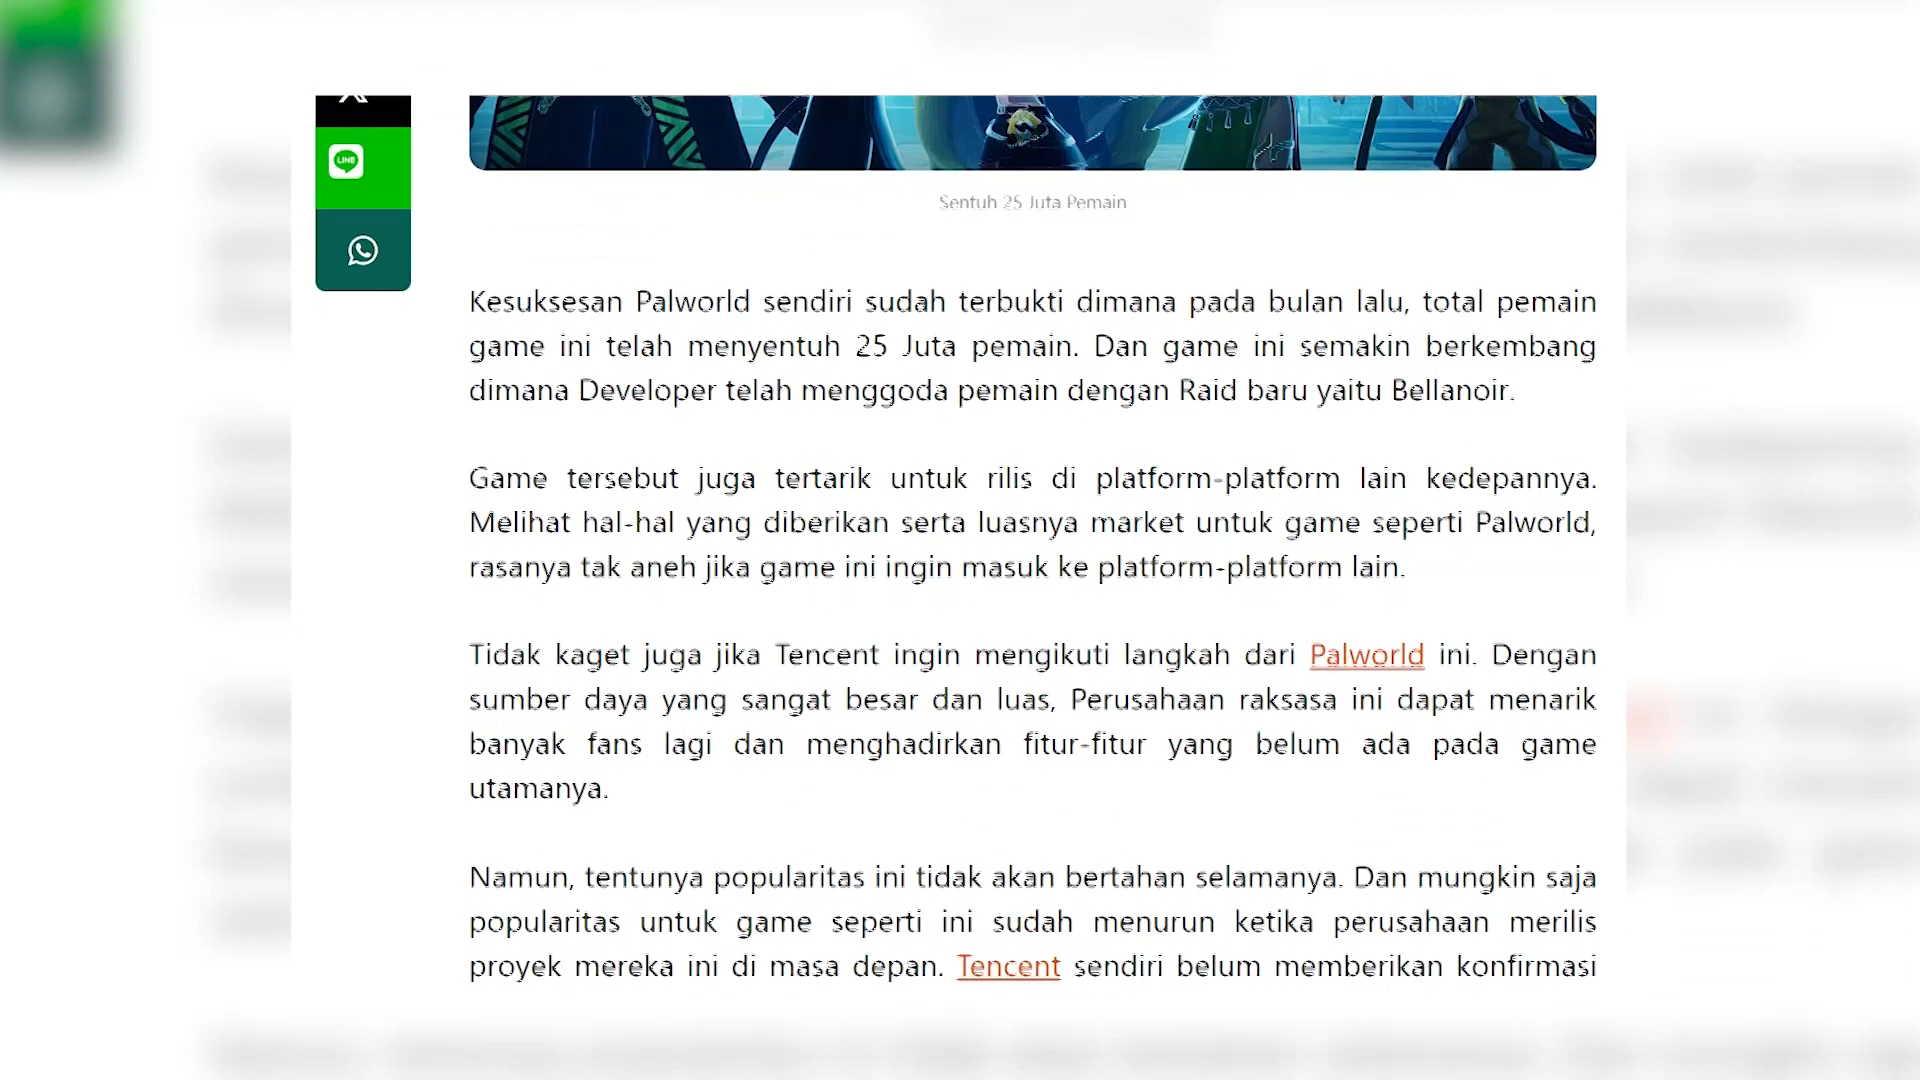 LINE
Sentuh 25 Juta Pemain
Kesuksesan Palworld sendiri sudah terbukti dimana pada bulan lalu, total pemain
game ini telah menyentuh 25 Juta pemain. Dan game ini semakin berkembang
dimana Developer telah menggoda pemain dengan Raid baru yaitu Bellanoir.
Game tersebut juga tertarik untuk rilis di platform-platform lain kedepannya.
Melihat hal-hal yang diberikan serta luasnya market untuk game seperti Palworld,
rasanya tak aneh jika game ini ingin masuk ke platform-platform lain.
Tidak kaget juga jika Tencent ingin mengikuti langkah dari Palworld ini. Dengan
sumber daya yang sangat besar dan luas, Perusahaan raksasa ini dapat menarik
banyak fans lagi dan menghadirkan fitur-fitur yang belum ada pada game
utamanya.
Namun, tentunya popularitas ini tidak akan bertahan selamanya. Dan mungkin saja
popularitas untuk game seperti ini sudah menurun ketika perusahaan merilis
proyek mereka ini di masa depan. Tencent sendiri belum memberikan konfirmasi